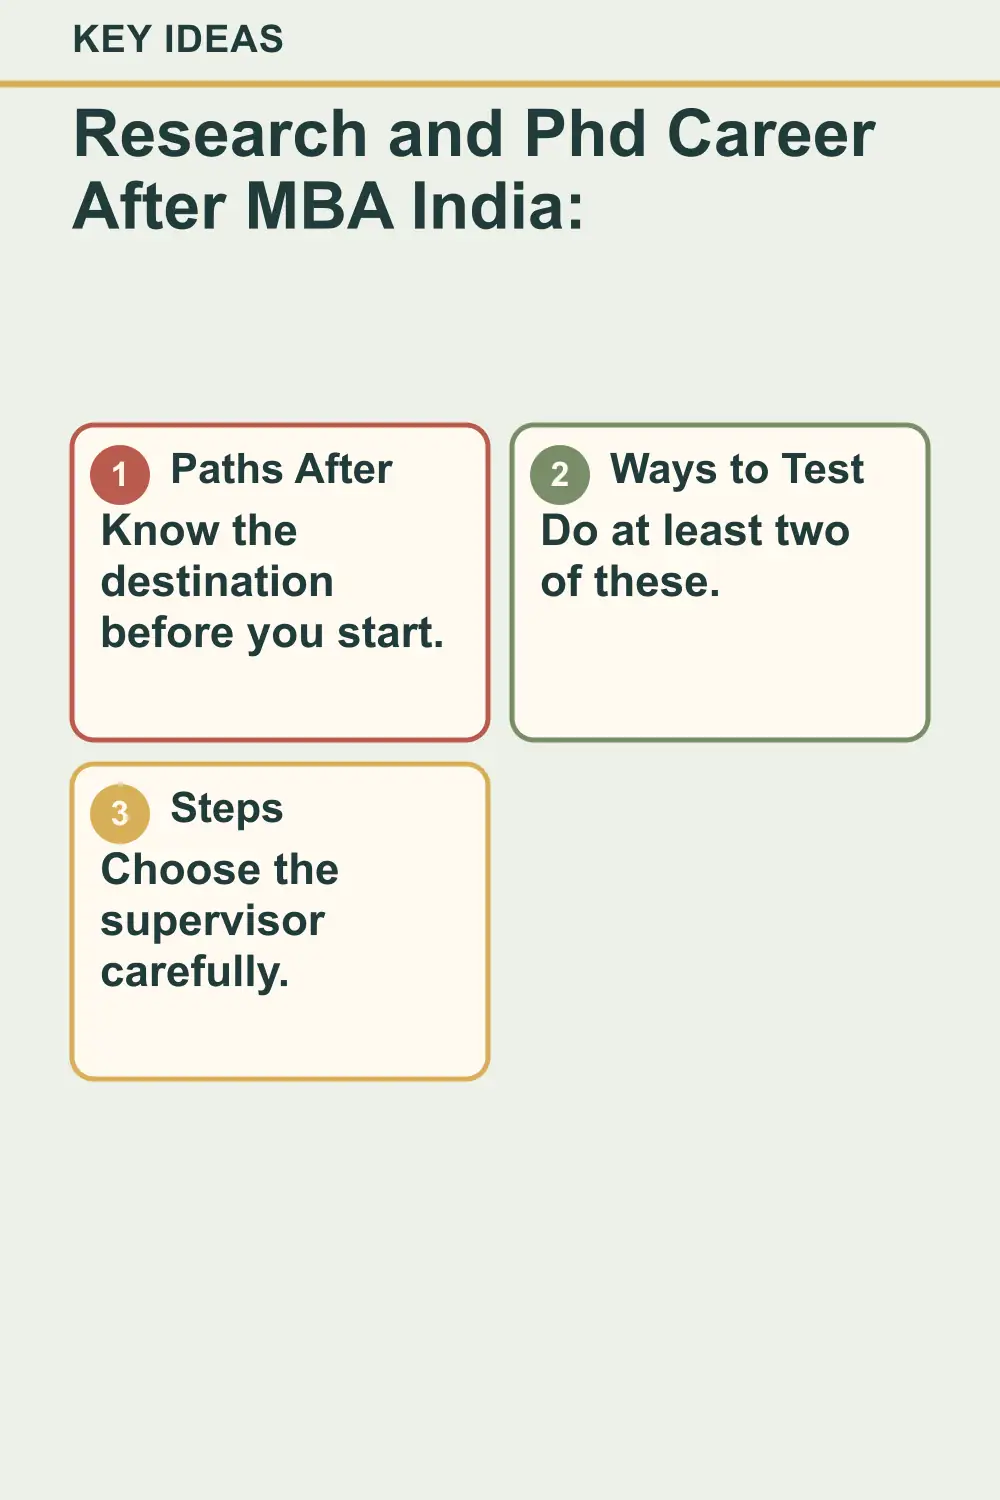 KEY IDEAS
Research and Phd Career
After MBA India:
1 Paths After
Know the
destination
before you start.
2 Ways to Test
Do at least two
of these.
3 Steps
Choose the
supervisor
carefully.